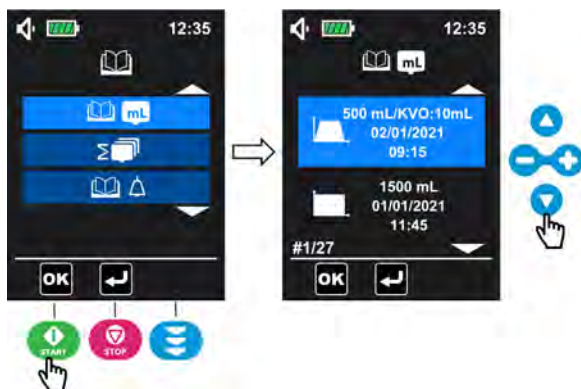 12:35
mL
Σ
OK
START
STOP
12:35
mL
500 mL/KVO:10mL
02/01/2021
09:15
1500 mL
01/01/2021
11:45
#1/27
OK